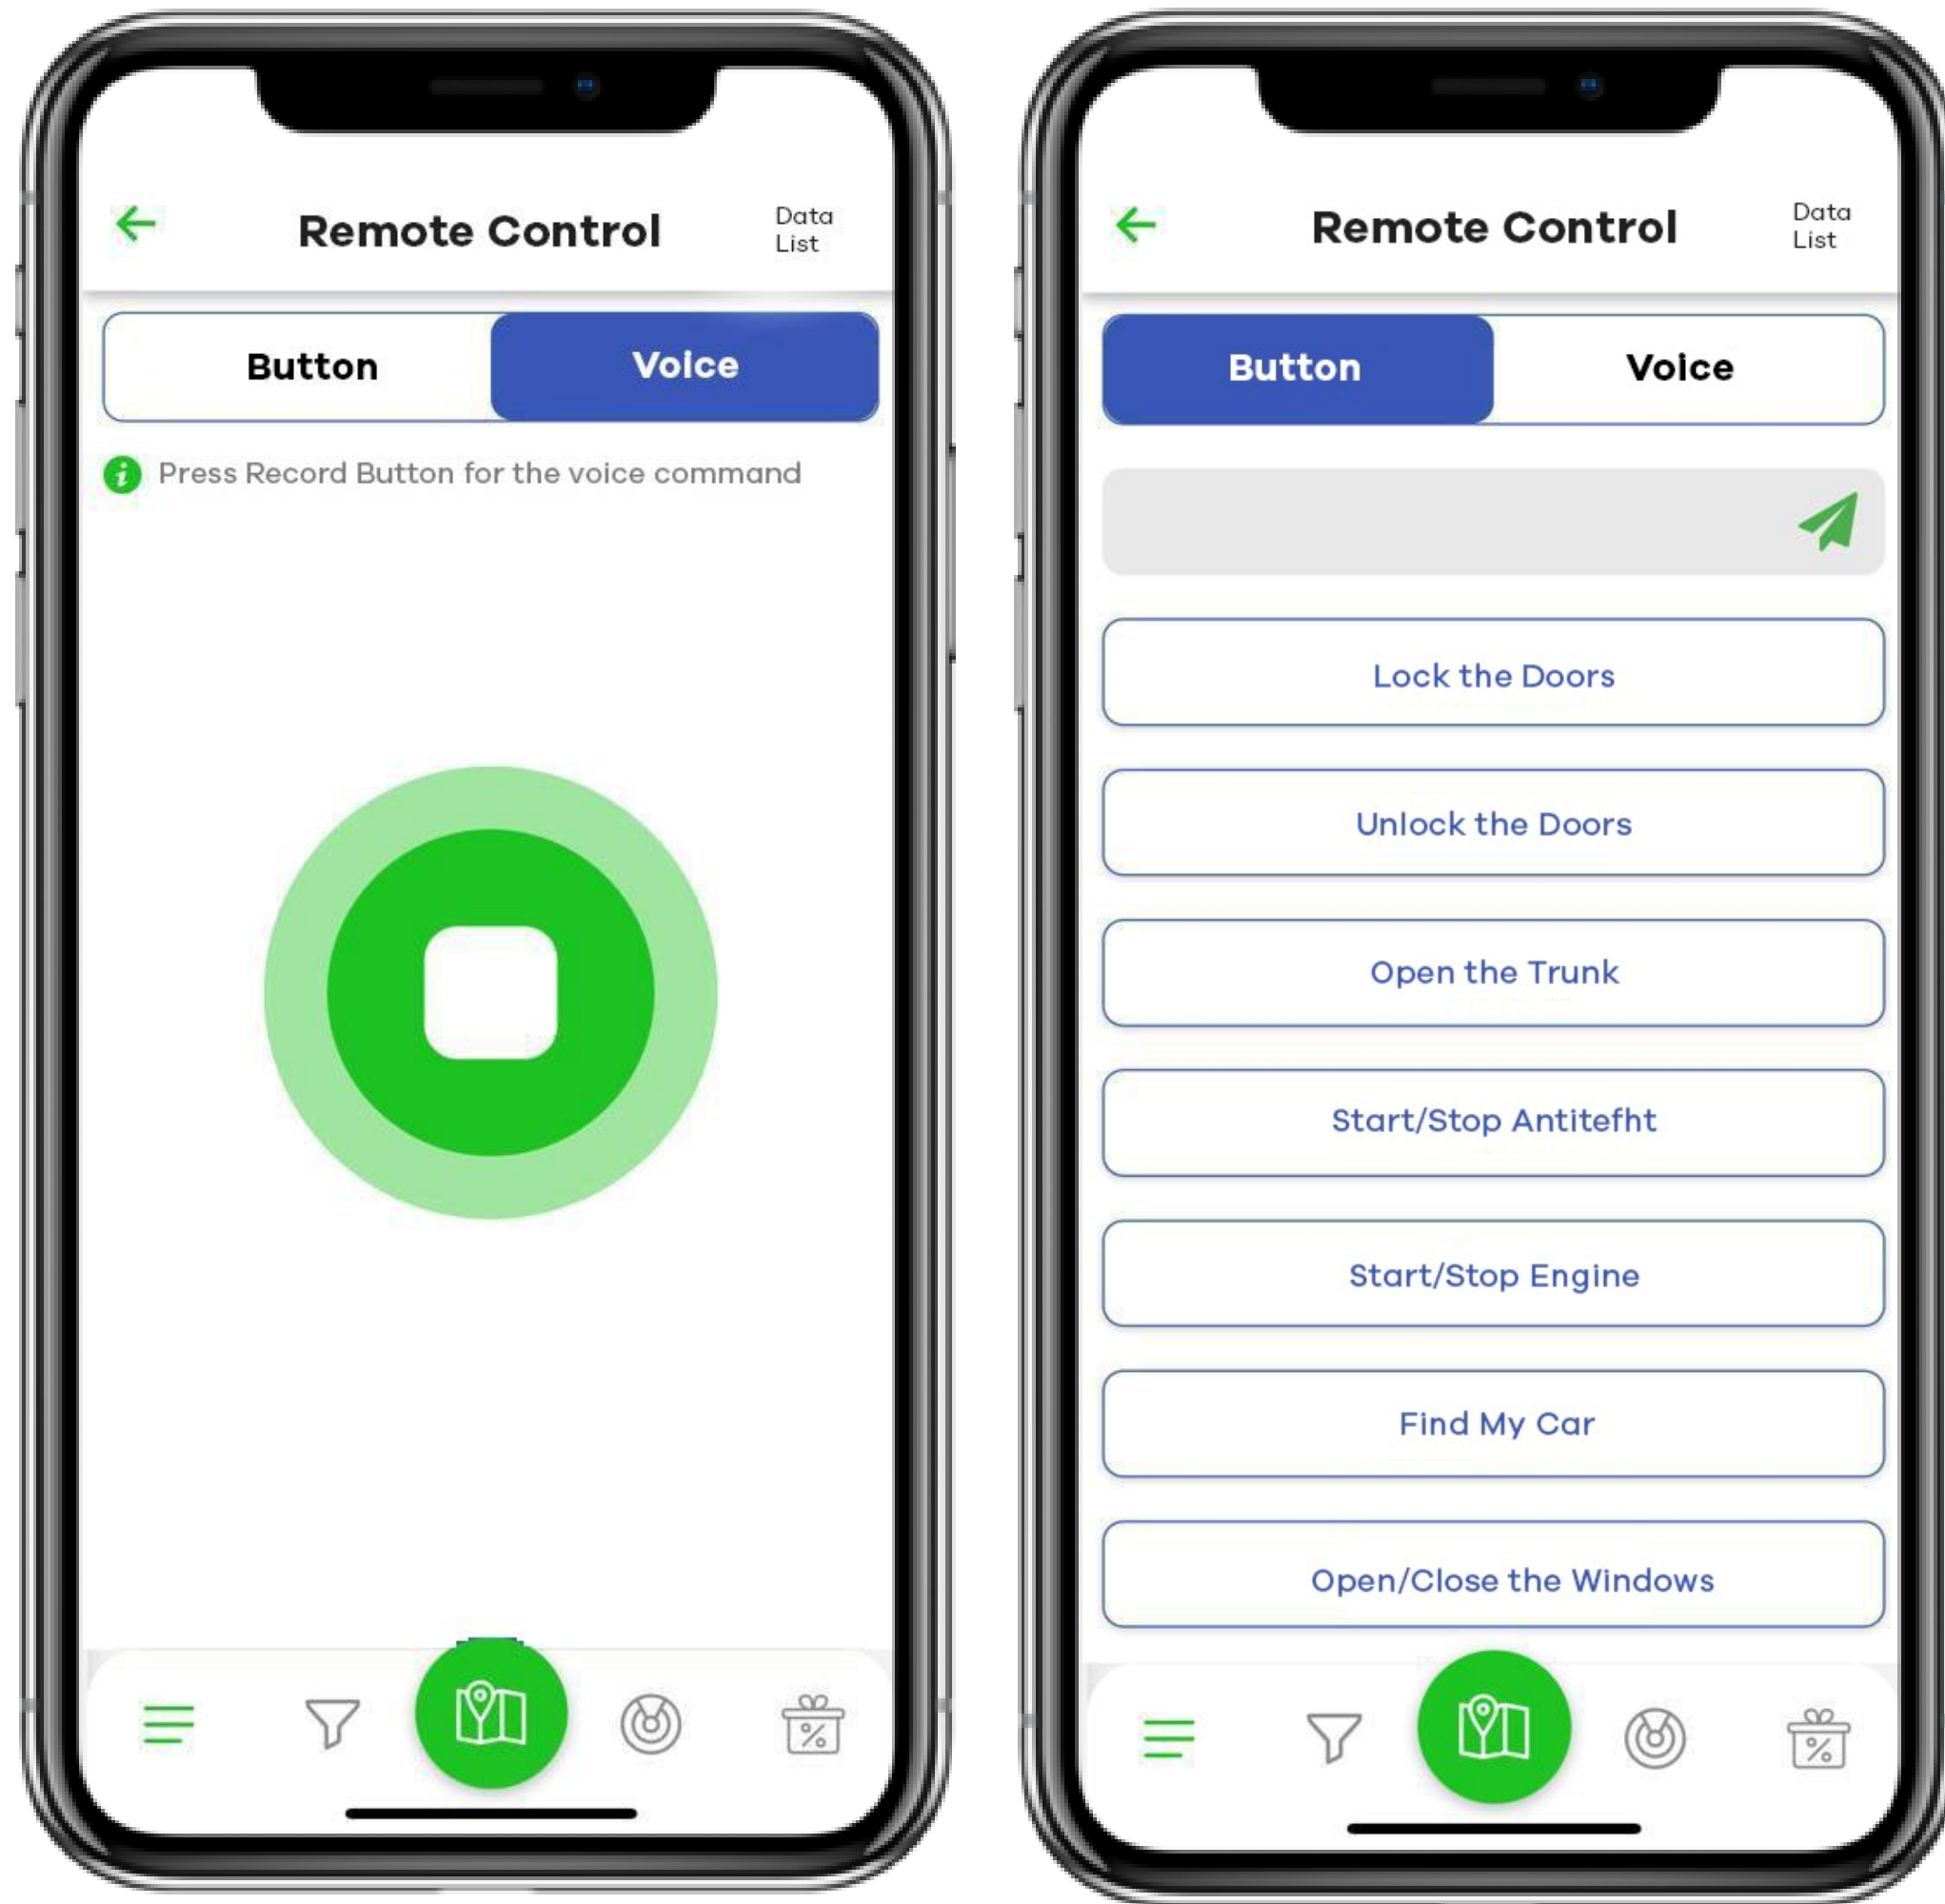 Remote Control
Data
List
Button
Voice
Press Record Button for the voice command
Remote Control
Data
List
Button
Voice
Lock the Doors
Unlock the Doors
Open the Trunk
Start/Stop Antitefht
Start/Stop Engine
Find My Car
Open/Close the Windows